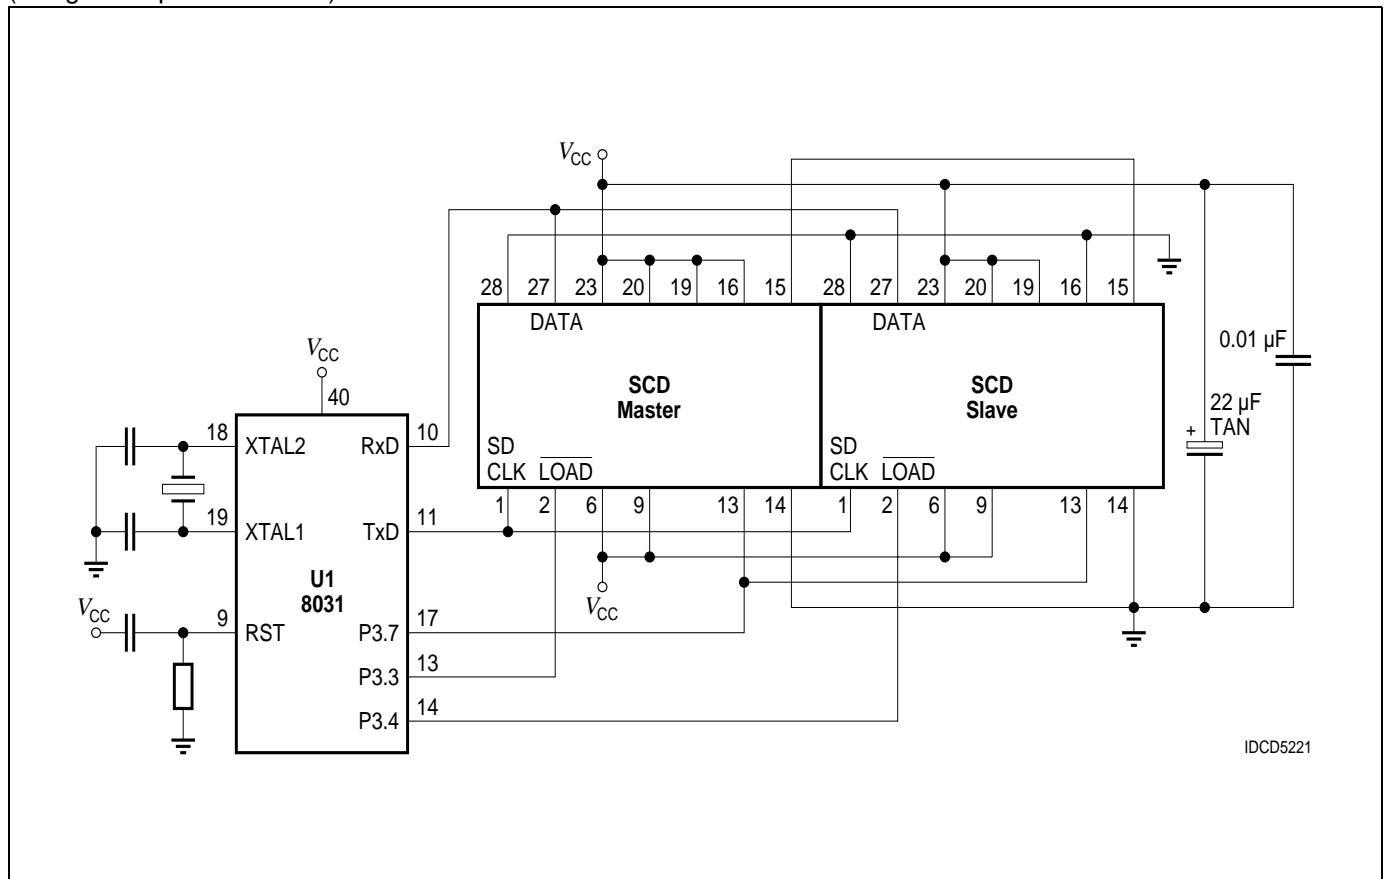 VCC
28 27 23 20 19 16 15 28 27 23 20 19 16 15
DATA DATA
SCD
Master
SCD
Slave
0.01 µF
22 µF
+ TAN
VCC
40
18 XTAL2 RxD 10
SD
CLK LOAD
SD
CLK LOAD
1 2 6 9 13 14 1 2 6 9 13 14
19 XTAL1 TxD 11
U1
8031
VCC
VCC
9 RST P3.7 17
P3.3 13
P3.4 14
IDCD5221